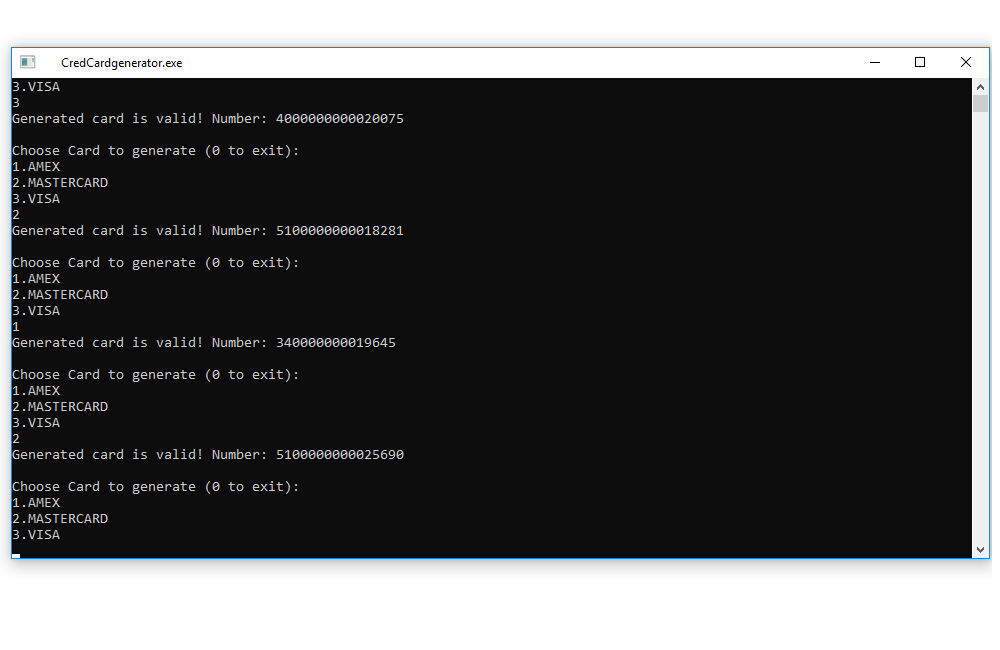 CredCardgenerator.exe
3.VISA
3
Generated card is valid! Number: 4000000000020075
Choose Card to generate (0 to exit):
1.AMEX
2.MASTERCARD
3.VISA
2
Generated card is valid! Number: 5100000000018281
Choose Card to generate (0 to exit):
1.AMEX
2.MASTERCARD
3.VISA
1
Generated card is valid! Number: 340000000019645
Choose Card to generate (0 to exit):
1.AMEX
2.MASTERCARD
3.VISA
2
Generated card is valid! Number: 5100000000025690
Choose Card to generate (0 to exit):
1.AMEX
2.MASTERCARD
3.VISA